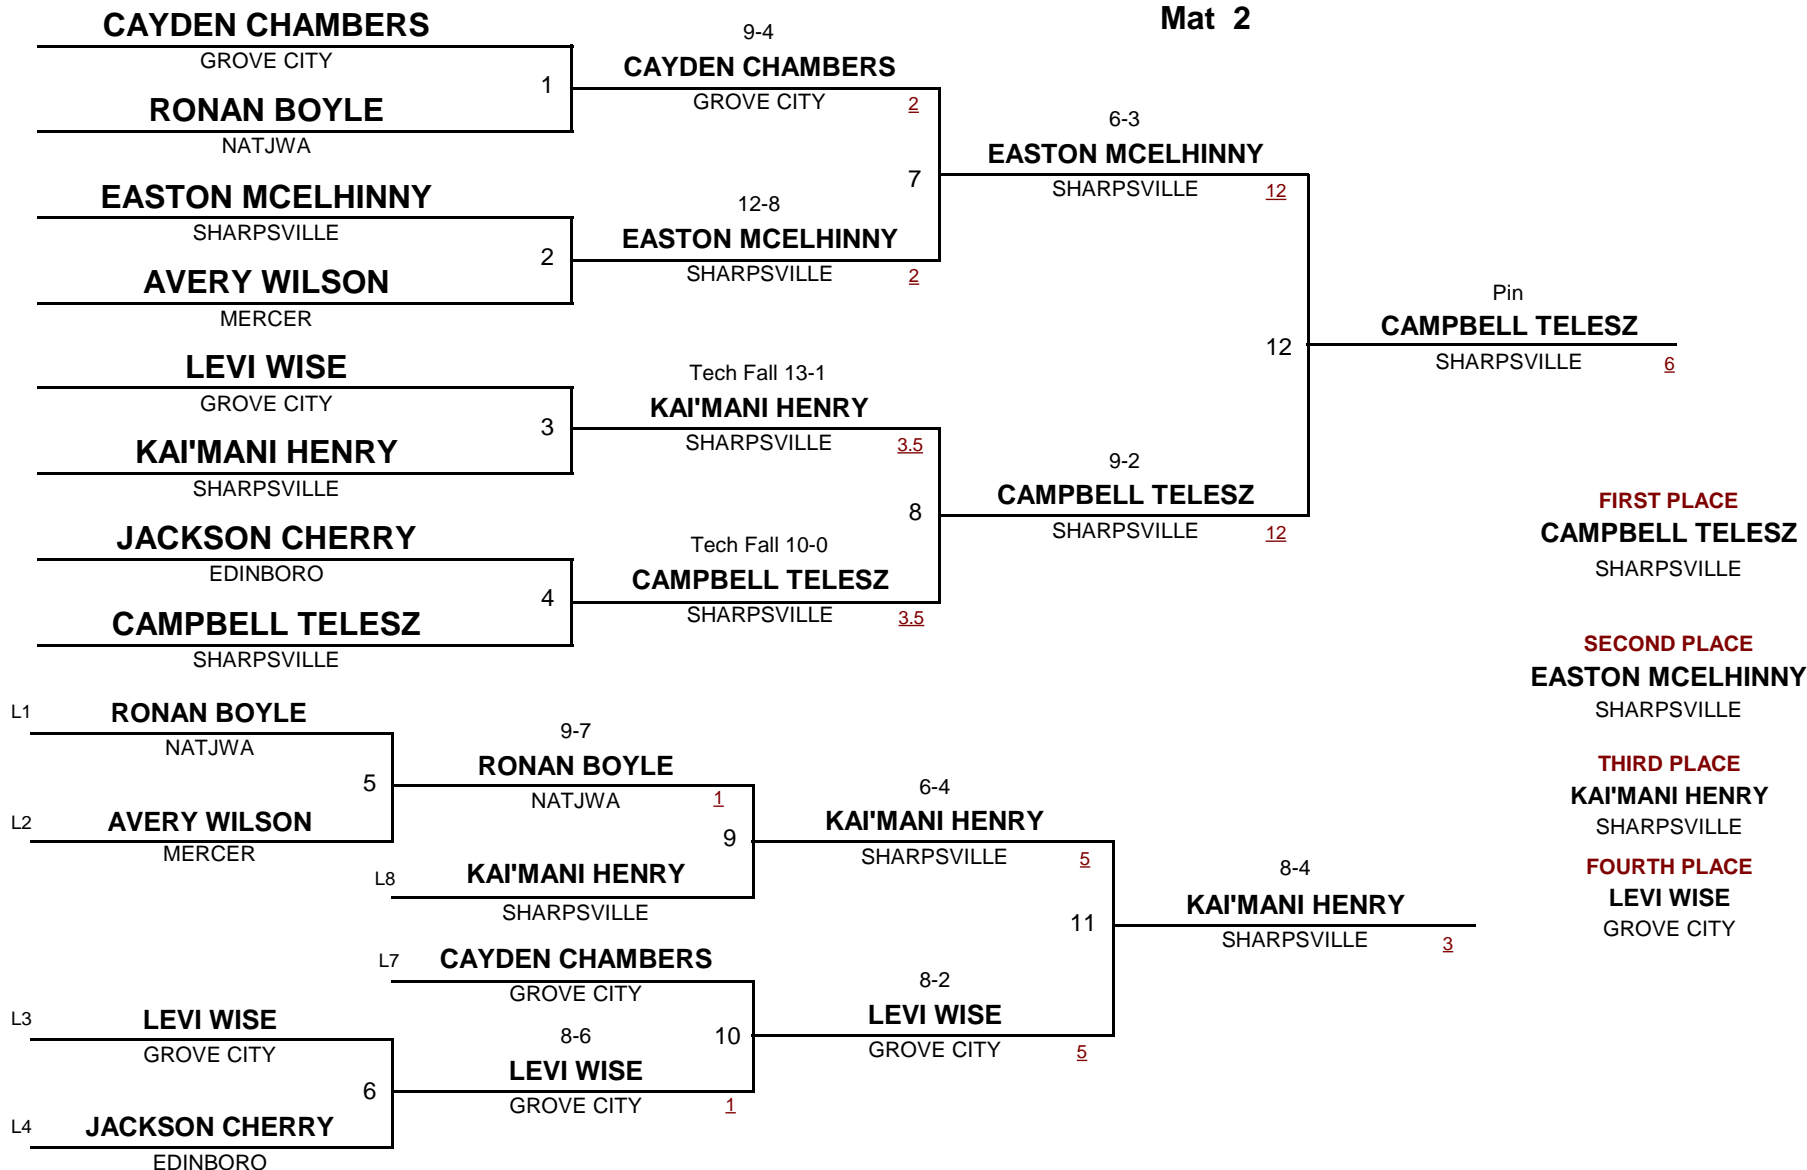 Mat 2
CAYDEN CHAMBERS
GROVE CITY
1
RONAN BOYLE
NATJWA
EASTON MCELHINNY
SHARPSVILLE
2
AVERY WILSON
MERCER
LEVI WISE
GROVE CITY
3
KAI'MANI HENRY
SHARPSVILLE
JACKSON CHERRY
EDINBORO
4
CAMPBELL TELESZ
SHARPSVILLE
9-4
CAYDEN CHAMBERS
GROVE CITY 2
7
12-8
EASTON MCELHINNY
SHARPSVILLE 2
Tech Fall 13-1
KAI'MANI HENRY
SHARPSVILLE 3.5
8
Tech Fall 10-0
CAMPBELL TELESZ
SHARPSVILLE 3.5
6-3
EASTON MCELHINNY
SHARPSVILLE 12
12
9-2
CAMPBELL TELESZ
SHARPSVILLE 12
Pin
CAMPBELL TELESZ
SHARPSVILLE 6
FIRST PLACE
CAMPBELL TELESZ
SHARPSVILLE
SECOND PLACE
EASTON MCELHINNY
SHARPSVILLE
THIRD PLACE
KAI'MANI HENRY
SHARPSVILLE
FOURTH PLACE
LEVI WISE
GROVE CITY
L1 RONAN BOYLE
NATJWA
5
L2 AVERY WILSON
MERCER
L3 LEVI WISE
GROVE CITY
6
L4 JACKSON CHERRY
EDINBORO
9-7
RONAN BOYLE
NATJWA 1
9
L8 KAI'MANI HENRY
SHARPSVILLE
L7 CAYDEN CHAMBERS
GROVE CITY
10
8-6
LEVI WISE
GROVE CITY 1
6-4
KAI'MANI HENRY
SHARPSVILLE 5
11
8-2
LEVI WISE
GROVE CITY 5
8-4
KAI'MANI HENRY
SHARPSVILLE 3